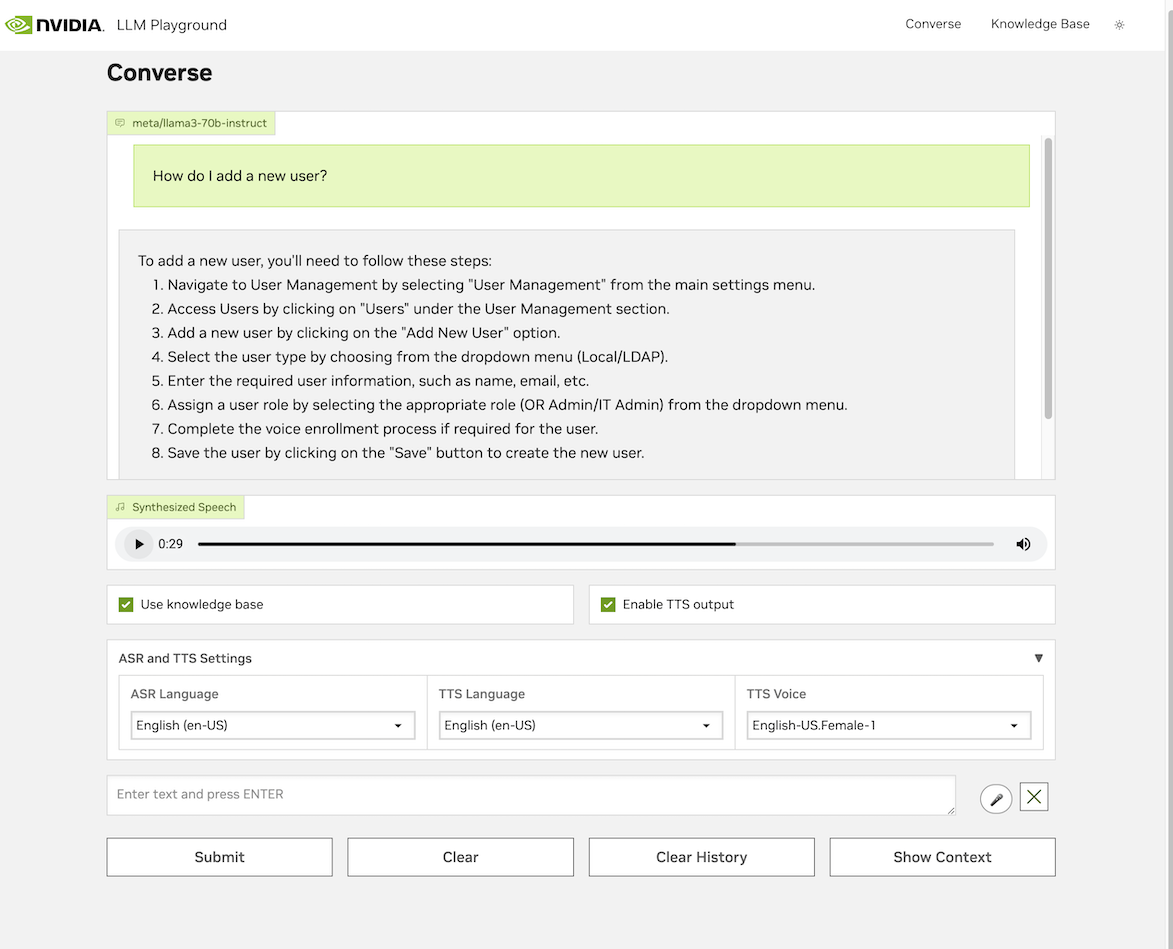 NVIDIA. LLM Playground
Converse Knowledge Base
Converse
meta/llama3-70b-instruct
How do I add a new user?
To add a new user, you'll need to follow these steps:
1. Navigate to User Management by selecting "User Management" from the main settings menu.
2. Access Users by clicking on "Users" under the User Management section.
3. Add a new user by clicking on the "Add New User" option.
4. Select the user type by choosing from the dropdown menu (Local/LDAP).
5. Enter the required user information, such as name, email, etc.
6. Assign a user role by selecting the appropriate role (OR Admin/IT Admin) from the dropdown menu.
7. Complete the voice enrollment process if required for the user.
8. Save the user by clicking on the "Save" button to create the new user.
Synthesized Speech
0:29
Use knowledge base
Enable TTS output
ASR and TTS Settings
ASR Language
English (en-US)
TTS Language
English (en-US)
TTS Voice
English-US.Female-1
Enter text and press ENTER
Submit
Clear
Clear History
Show Context